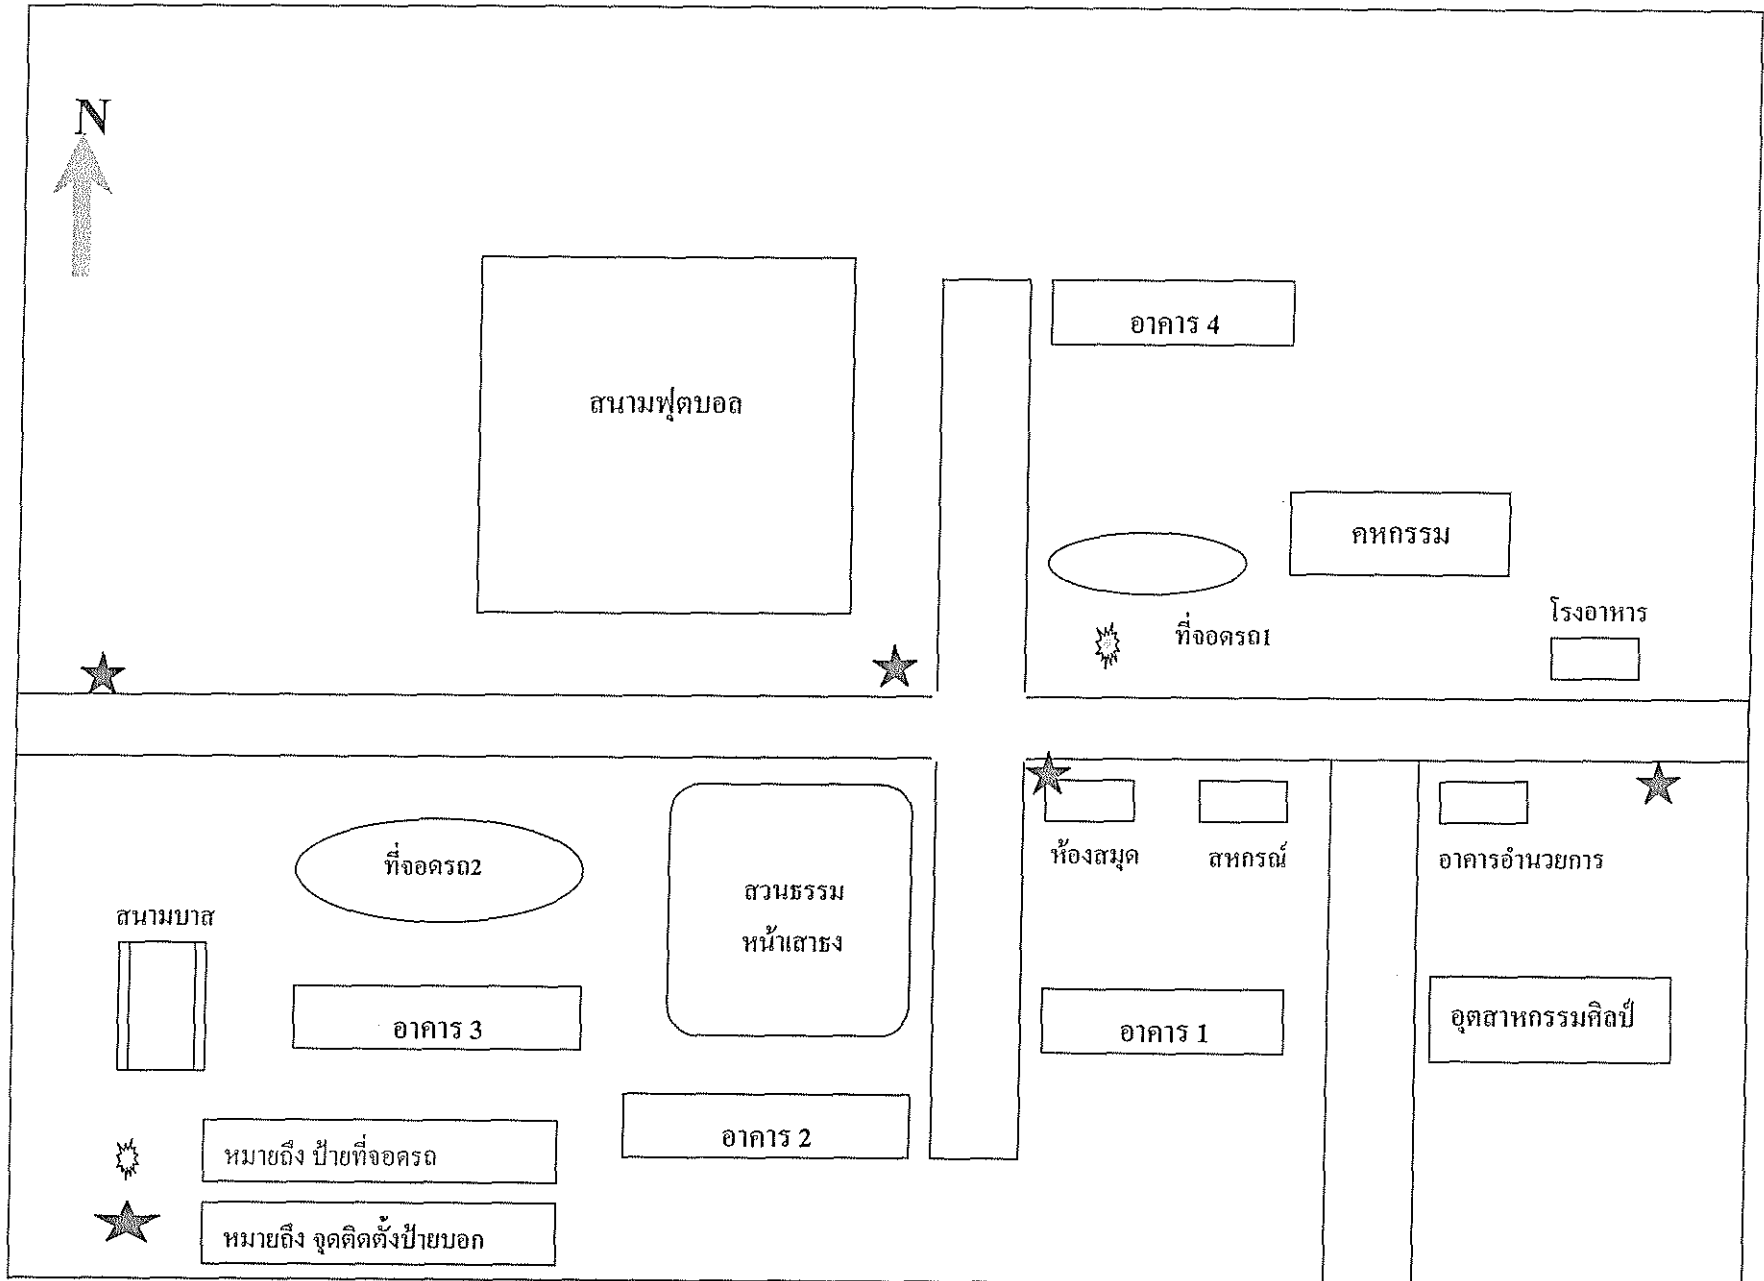 N
อาคาร 4
สนามฟุตบอล
คหกรรม
โรงอาหาร
ที่จอดรถ1
ห้องสมุด
สหกรณ์
อาคารอำนวยการ
ที่จอดรถ2
สวนธรรม
หน้าเสาธง
สนามบาส
อาคาร 3
อาคาร 1
อุตสาหกรรมศิลป์
อาคาร 2
หมายถึง ป้ายที่จอดรถ
หมายถึง จุดติดตั้งป้ายบอก